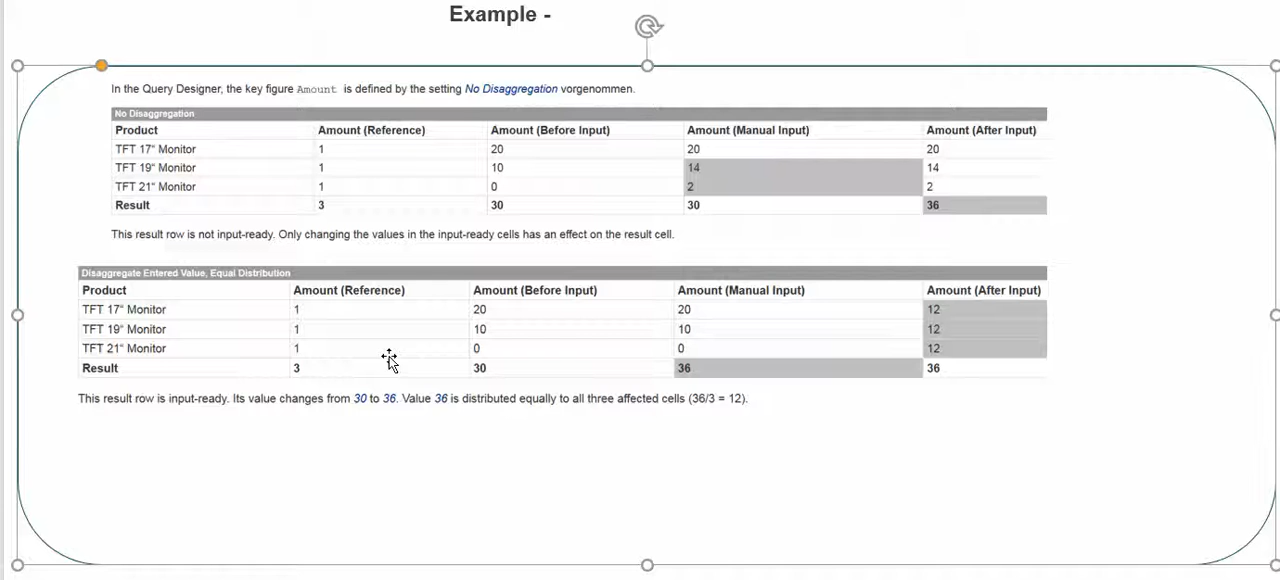 Example -
In the Query Designer, the key figure Amount is defined by the setting No Disaggregation vorgenommen.
No Disaggregation
Product Amount (Reference) Amount (Before Input) Amount (Manual Input) Amount (After Input)
TFT 17" Monitor 1 20 20 20
TFT 19" Monitor 1 10 14 14
TFT 21" Monitor 1 0 2 2
Result 3 30 30 36
This result row is not input-ready. Only changing the values in the input-ready cells has an effect on the result cell.
Disaggregate Entered Value, Equal Distribution
Product Amount (Reference) Amount (Before Input) Amount (Manual Input) Amount (After Input)
TFT 17" Monitor 1 20 20 12
TFT 19" Monitor 1 10 10 12
TFT 21" Monitor 1 0 0 12
Result 3 30 36 36
This result row is input-ready. Its value changes from 30 to 36. Value 36 is distributed equally to all three affected cells (36/3 = 12).